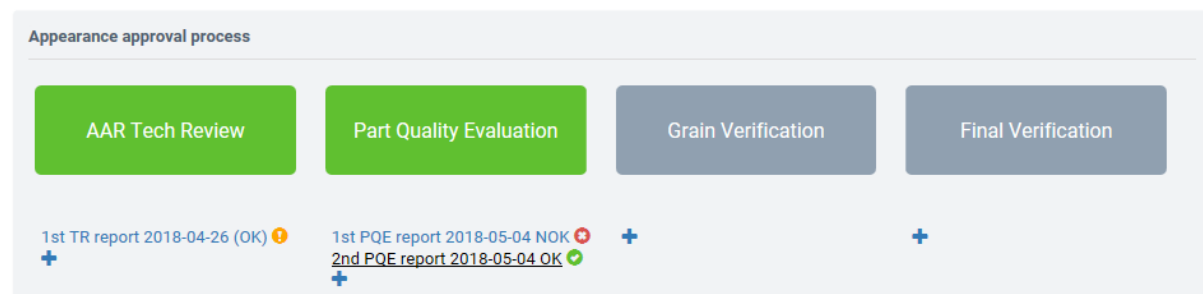 Appearance approval process
AAR Tech Review
Part Quality Evaluation
Grain Verification
Final Verification
1st TR report 2018-04-26 (OK)
1st PQE report 2018-05-04 NOK
2nd PQE report 2018-05-04 OK